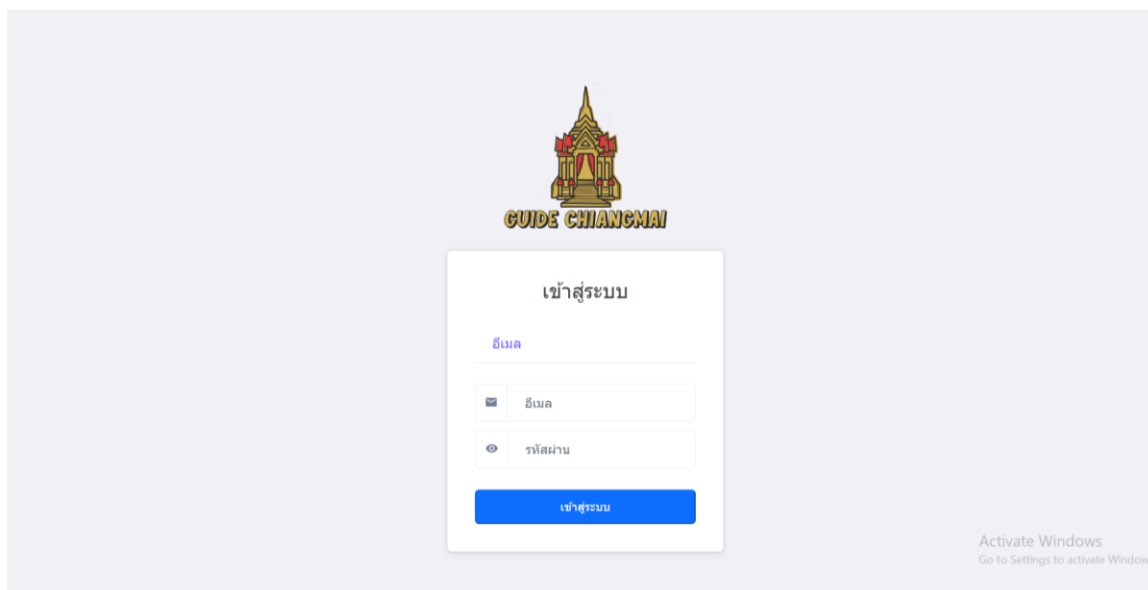 GUIDE CHIANGMAI
เข้าสู่ระบบ
อีเมล
อีเมล
รหัสผ่าน
เข้าสู่ระบบ
Activate Windows
Go to Settings to activate Window